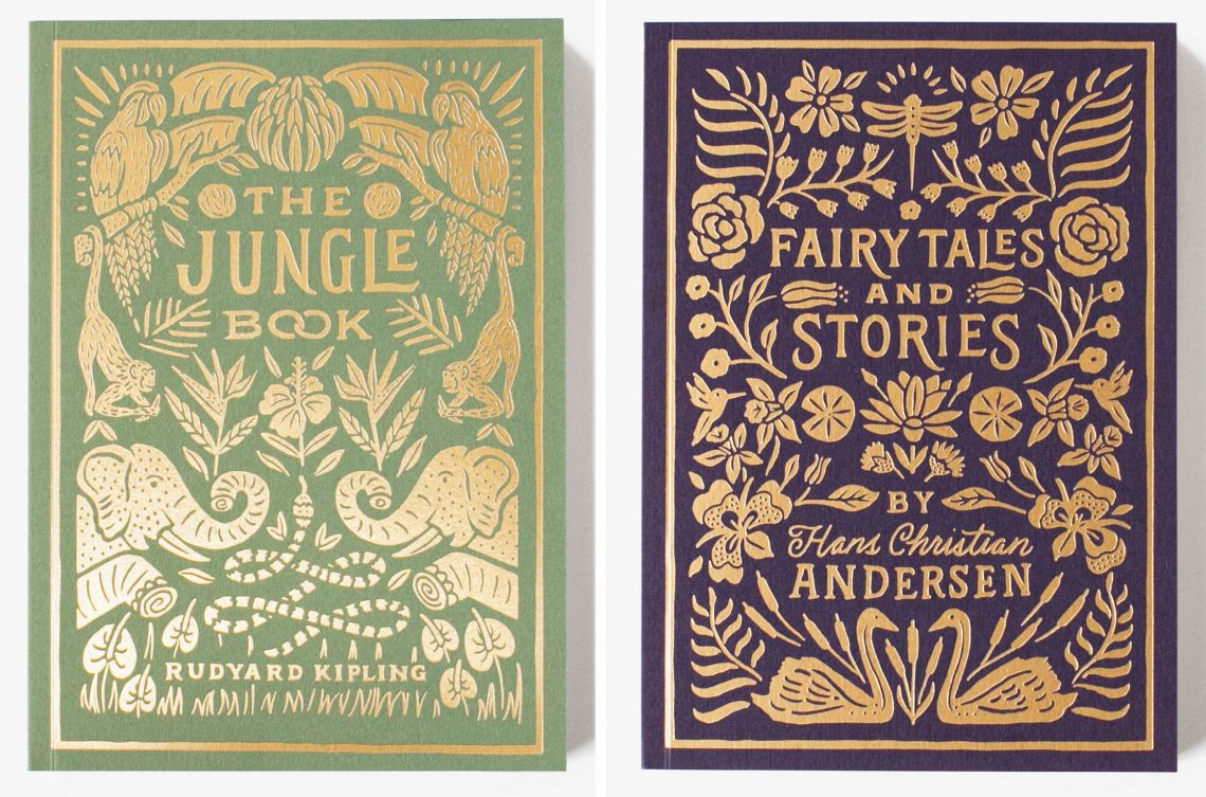 THE
JUNGLE
BOOK
RUDYARD KIPLING
FAIRY TALES
AND
STORIES
BY
Hans Christian
ANDERSEN